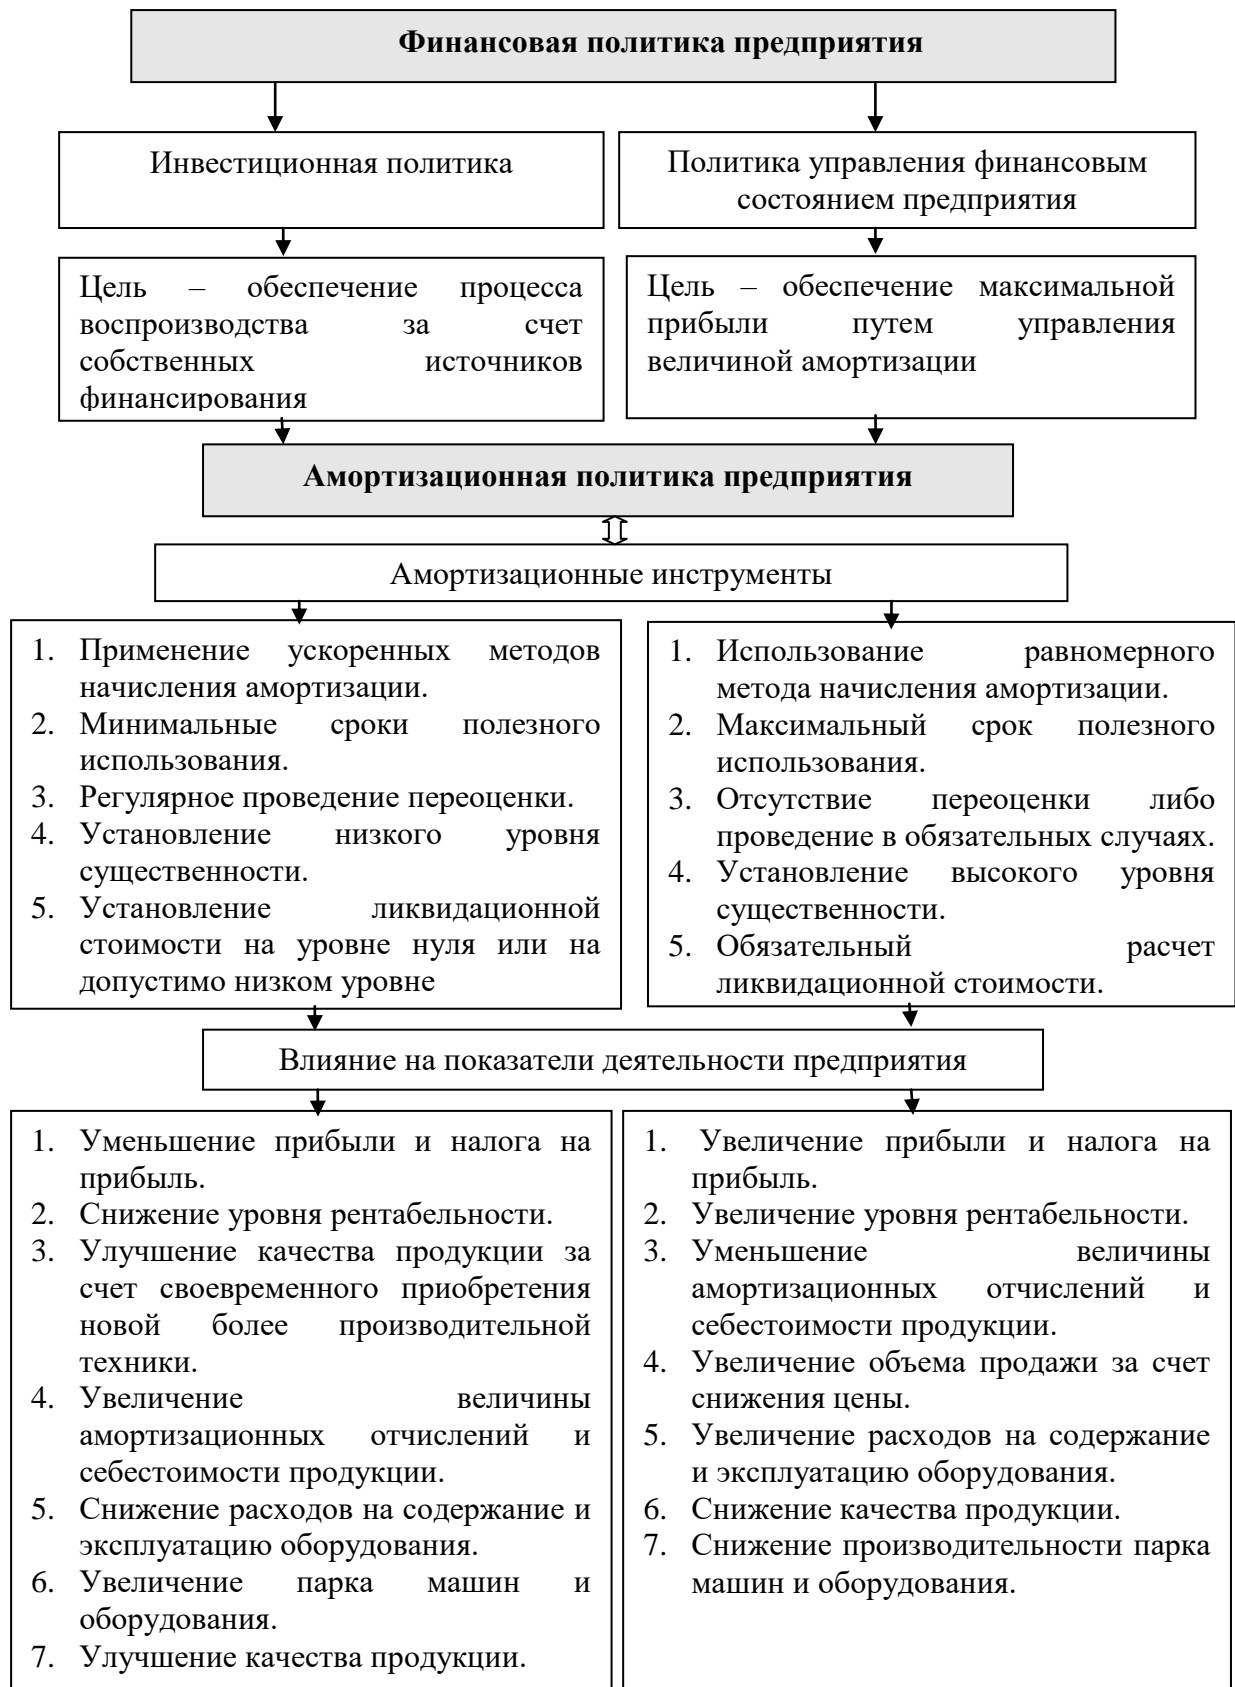 Финансовая политика предприятия
Инвестиционная политика
Политика управления финансовым
состоянием предприятия
Цель – обеспечение процесса
воспроизводства за счет
собственных источников
финансирования
Цель – обеспечение максимальной
прибыли путем управления
величиной амортизации
Амортизационная политика предприятия
Амортизационные инструменты
1. Применение ускоренных методов
начисления амортизации.
2. Минимальные сроки полезного
использования.
3. Регулярное проведение переоценки.
4. Установление низкого уровня
существенности.
5. Установление ликвидационной
стоимости на уровне нуля или на
допустимо низком уровне
1. Использование равномерного
метода начисления амортизации.
2. Максимальный срок полезного
использования.
3. Отсутствие переоценки либо
проведение в обязательных случаях.
4. Установление высокого уровня
существенности.
5. Обязательный расчет
ликвидационной стоимости.
Влияние на показатели деятельности предприятия
1. Уменьшение прибыли и налога на
прибыль.
2. Снижение уровня рентабельности.
3. Улучшение качества продукции за
счет своевременного приобретения
новой более производительной
техники.
4. Увеличение величины
амортизационных отчислений и
себестоимости продукции.
5. Снижение расходов на содержание и
эксплуатацию оборудования.
6. Увеличение парка машин и
оборудования.
7. Улучшение качества продукции.
1. Увеличение прибыли и налога на
прибыль.
2. Увеличение уровня рентабельности.
3. Уменьшение величины
амортизационных отчислений и
себестоимости продукции.
4. Увеличение объема продажи за счет
снижения цены.
5. Увеличение расходов на содержание
и эксплуатацию оборудования.
6. Снижение качества продукции.
7. Снижение производительности парка
машин и оборудования.